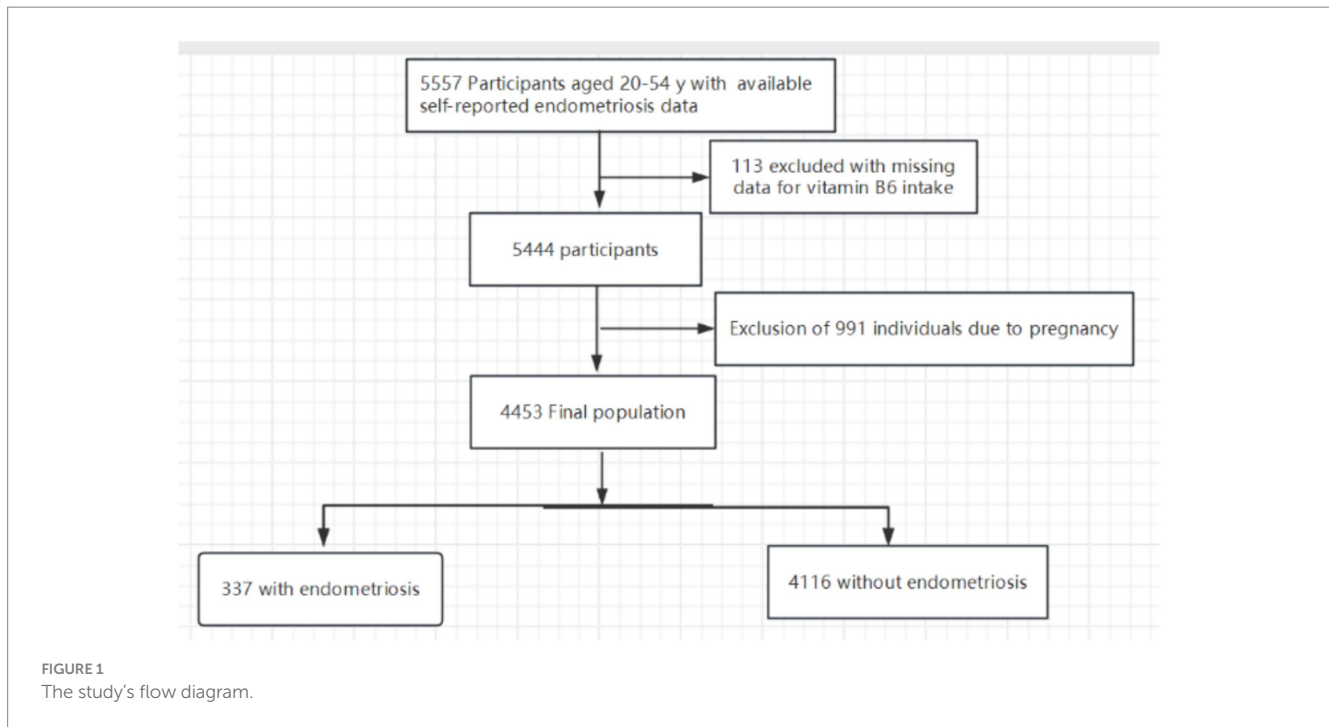 5557 Participants aged 20-54 y with available
self-reported endometriosis data
113 excluded with missing
data for vitamin B6 intake
5444 participants
Exclusion of 991 individuals due to pregnancy
4453 Final population
337 with endometriosis
4116 without endometriosis
FIGURE 1
The study's flow diagram.